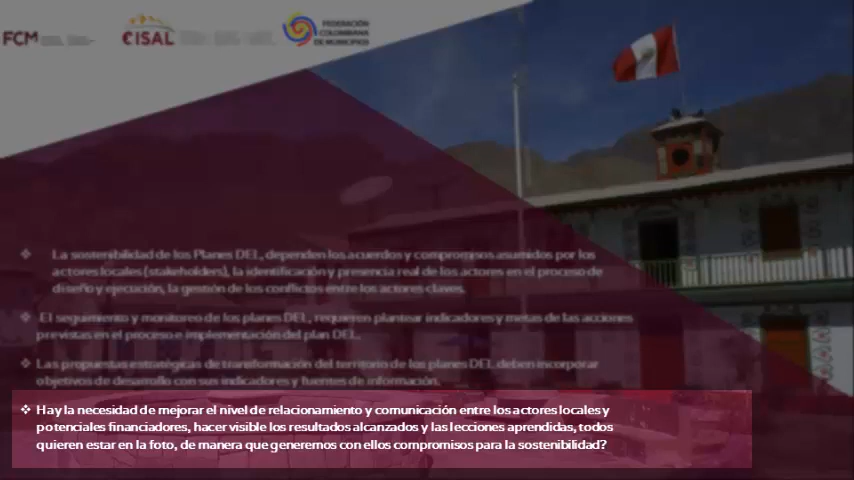 FCM
CISAL
FEDERACIÓN
COLOMBIANA
DE MUNICIPIOS
❖ La sostenibilidad de los Planes DEL, dependen los acuerdos y compromisos asumidos por los
actores locales (stakeholders), la identificación y presencia real de los actores en el proceso de
diseño y ejecución, la gestión de los conflictos entre los actores claves.
❖ El seguimiento y monitoreo de los planes DEL, requieren plantear indicadores y metas de las acciones
previstas en el proceso e implementación del plan DEL.
❖ Las propuestas estratégicas de transformación del territorio de los planes DEL deben incorporar
objetivos de desarrollo con sus indicadores y fuentes de información.
❖ Hay la necesidad de mejorar el nivel de relacionamiento y comunicación entre los actores locales y
potenciales financiadores, hacer visible los resultados alcanzados y las lecciones aprendidas, todos
quieren estar en la foto, de manera que generemos con ellos compromisos para la sostenibilidad?